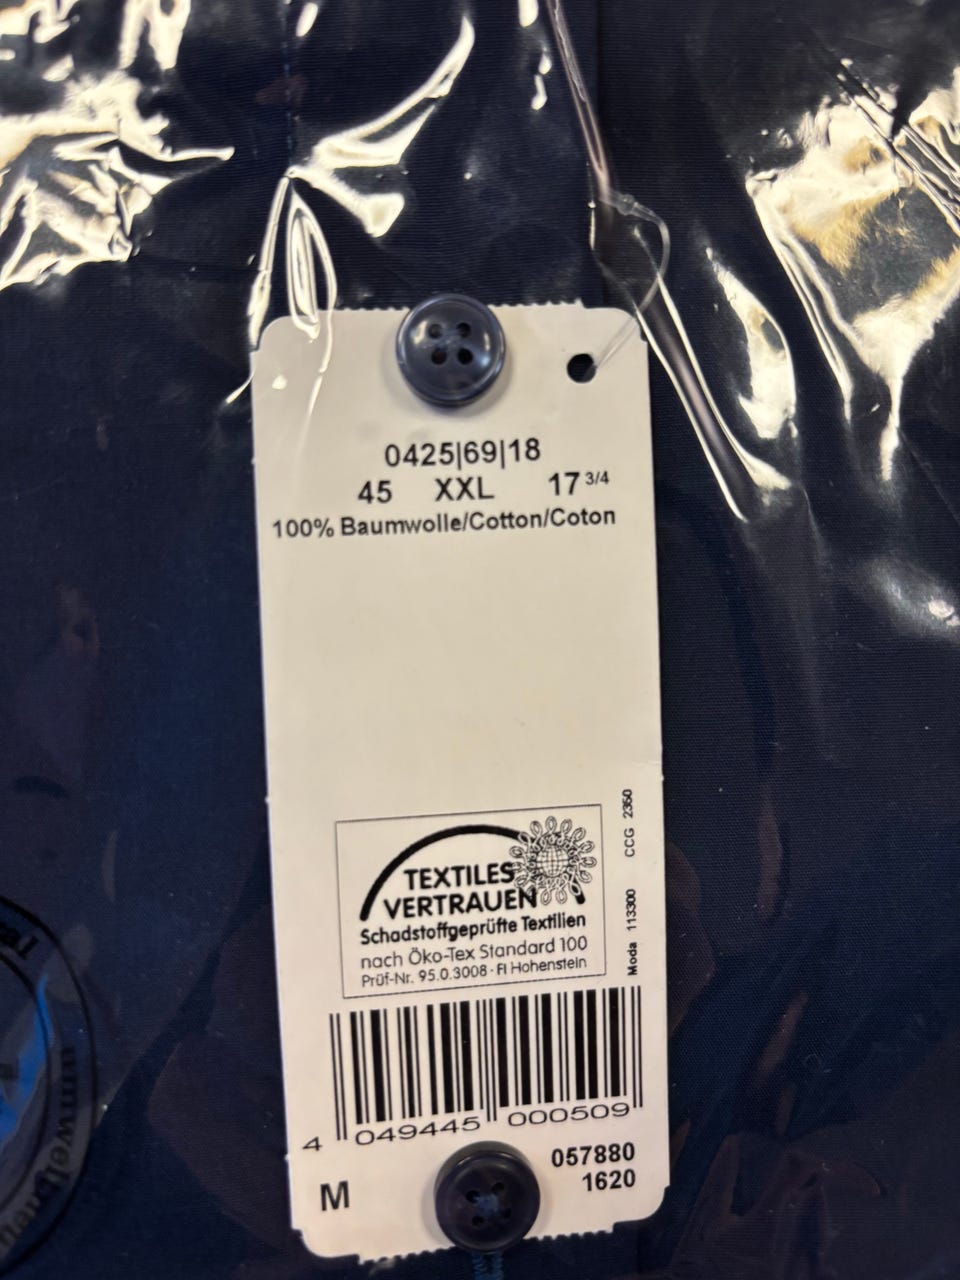 0425|69|18
45 XXL 17 3/4
100% Baumwolle/Cotton/Coton
TEXTILES
VERTRAUEN
Schadstoffgeprüfte Textilien
nach Öko-Tex Standard 100
Prüf-Nr. 95.0.3008 · FI Hohenstein
Moda 113300 CCG 2350
4 049445 000509
M
057880
1620